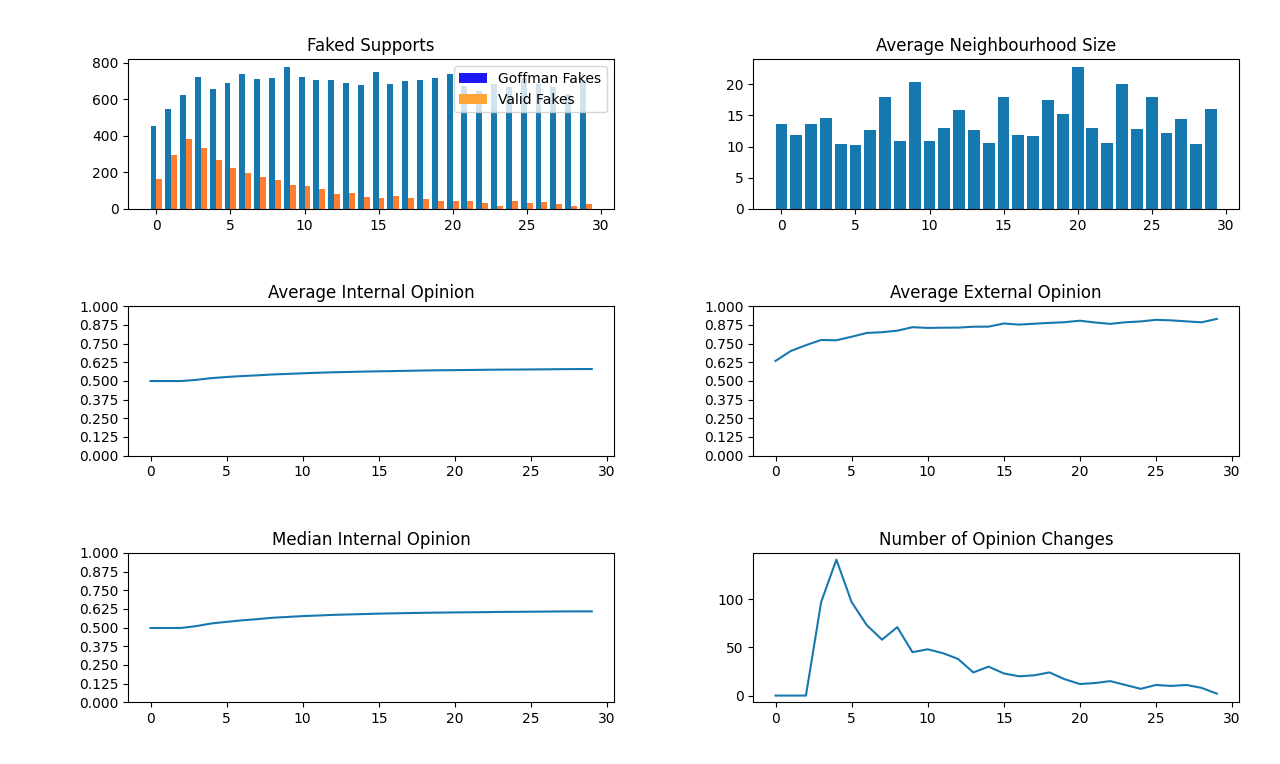 Faked Supports
800
600
400
200
0
Goffman Fakes
Valid Fakes
0 5 10 15 20 25 30
Average Neighbourhood Size
20
15
10
5
0
0 5 10 15 20 25 30
Average Internal Opinion
1.000
0.875
0.750
0.625
0.500
0.375
0.250
0.125
0.000
0 5 10 15 20 25 30
Average External Opinion
1.000
0.875
0.750
0.625
0.500
0.375
0.250
0.125
0.000
0 5 10 15 20 25 30
Median Internal Opinion
1.000
0.875
0.750
0.625
0.500
0.375
0.250
0.125
0.000
0 5 10 15 20 25 30
Number of Opinion Changes
100
50
0
0 5 10 15 20 25 30